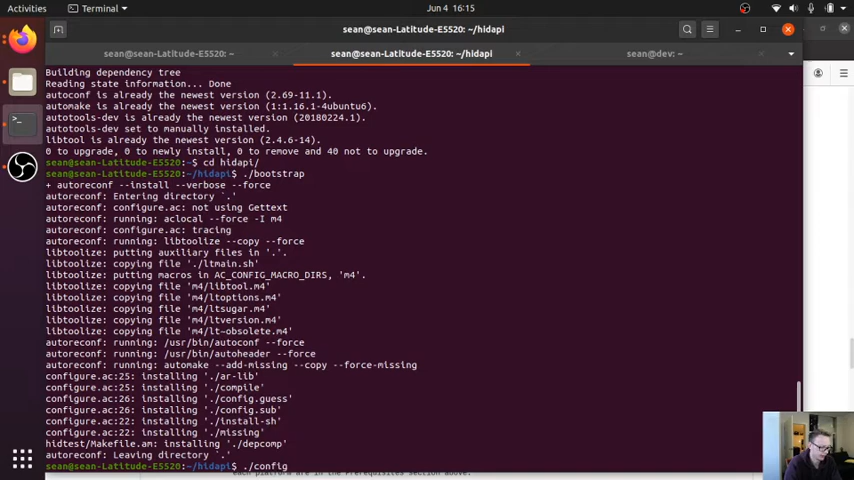 Activities
Terminal
Jun 4 16:15
sean@sean-Latitude-E5520: ~/hidapi
sean@sean-Latitude-E5520: ~
sean@sean-Latitude-E5520: ~/hidapi
sean@dev: ~
Building dependency tree
Reading state information... Done
autoconf is already the newest version (2.69-11.1).
automake is already the newest version (1:1.16.1-4ubuntu6).
autotools-dev is already the newest version (20180224.1).
autotools-dev set to manually installed.
libtool is already the newest version (2.4.6-14).
0 to upgrade, 0 to newly install, 0 to remove and 40 not to upgrade.
sean@sean-Latitude-E5520:~$ cd hidapi/
sean@sean-Latitude-E5520:~/hidapi$ ./bootstrap
+ autoreconf --install --verbose --force
autoreconf: Entering directory `.'
autoreconf: configure.ac: not using Gettext
autoreconf: running: aclocal --force -I m4
autoreconf: configure.ac: tracing
autoreconf: running: libtoolize --copy --force
libtoolize: putting auxiliary files in '.'.
libtoolize: copying file './ltmain.sh'
libtoolize: putting macros in AC_CONFIG_MACRO_DIRS, 'm4'.
libtoolize: copying file 'm4/libtool.m4'
libtoolize: copying file 'm4/ltoptions.m4'
libtoolize: copying file 'm4/ltsugar.m4'
libtoolize: copying file 'm4/ltversion.m4'
libtoolize: copying file 'm4/lt~obsolete.m4'
autoreconf: running: /usr/bin/autoconf --force
autoreconf: running: /usr/bin/autoheader --force
autoreconf: running: automake --add-missing --copy --force-missing
configure.ac:25: installing './ar-lib'
configure.ac:25: installing './compile'
configure.ac:26: installing './config.guess'
configure.ac:26: installing './config.sub'
configure.ac:22: installing './install-sh'
configure.ac:22: installing './missing'
hidtest/Makefile.am: installing './depcomp'
autoreconf: Leaving directory `.'
sean@sean-Latitude-E5520:~/hidapi$ ./config
each platform are in the Prerequisites section above.